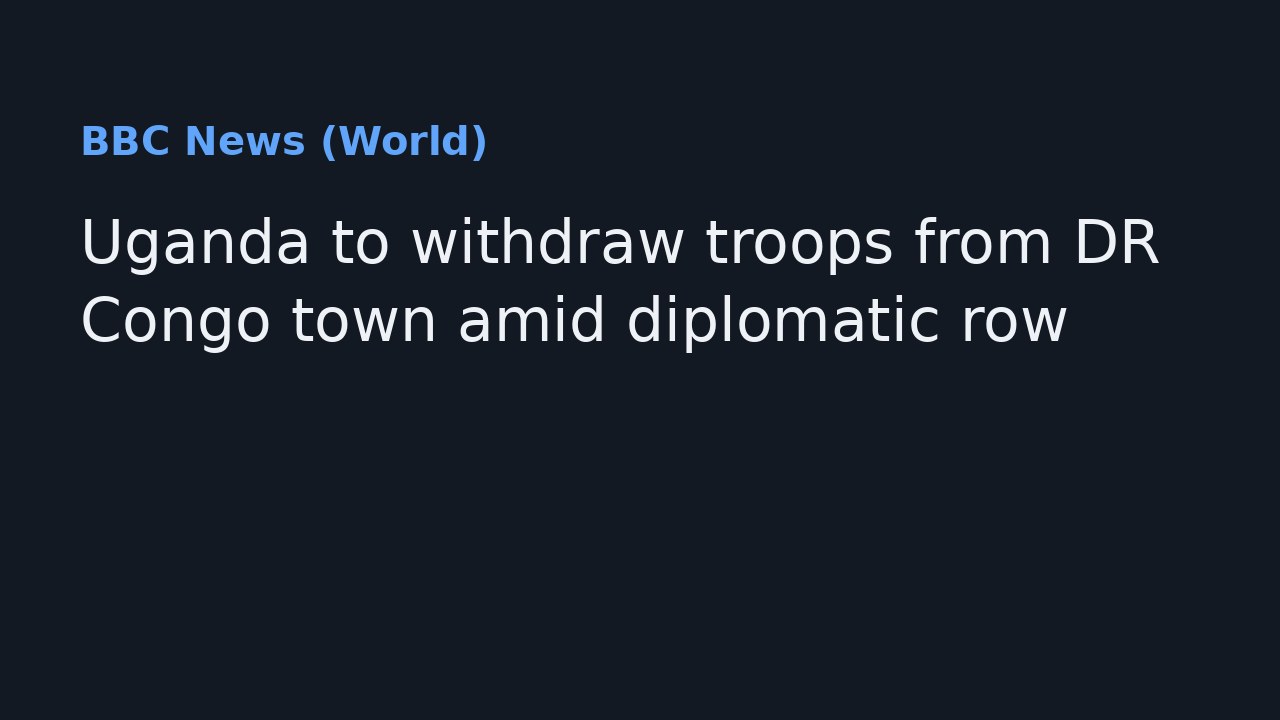 BBC News (World)
Uganda to withdraw troops from DR
Congo town amid diplomatic row